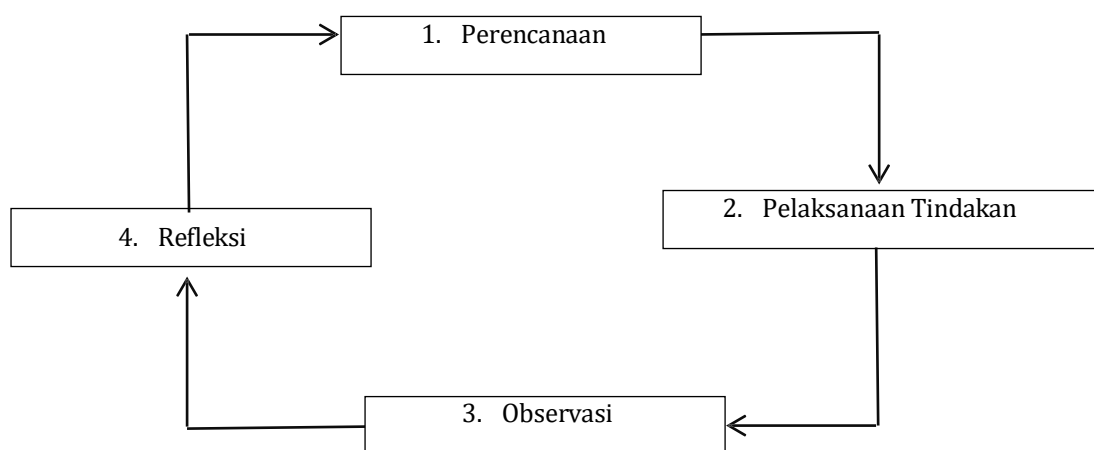 1. Perencanaan
2. Pelaksanaan Tindakan
4. Refleksi
3. Observasi